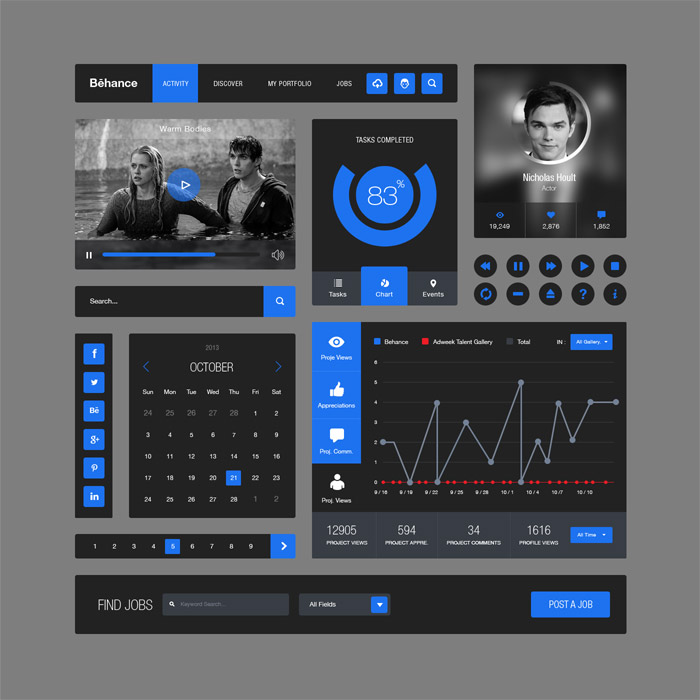 Bēhance ACTIVITY DISCOVER MY PORTFOLIO JOBS
Warm Bodies
TASKS COMPLETED
83%
Tasks Chart Events
Nicholas Hoult
Actor
19,249 2,876 1,852
Search...
f
Bē
g+
in
2013
OCTOBER
Sun Mon Tue Wed Thu Fri Sat
24 25 26 27 28 1 2
3 4 5 6 7 8 9
10 11 12 13 14 15 16
17 18 19 20 21 22 23
24 25 26 27 28 1 2
1 2 3 4 5 6 7 8 9
Proje Views
Appreciations
Proj. Comm.
Proj. Views
Behance Adweek Talent Gallery Total IN : All Gallery.
6
5
4
3
2
1
0
9 / 16 9 / 19 9 / 22 9 / 25 9 / 28 10 / 1 10 / 4 10 / 7 10 / 10
12905 594 34 1616
PROJECT VIEWS PROJECT APPRE. PROJECT COMMENTS PROFILE VIEWS
All Time
FIND JOBS Keyword Search... All Fields POST A JOB